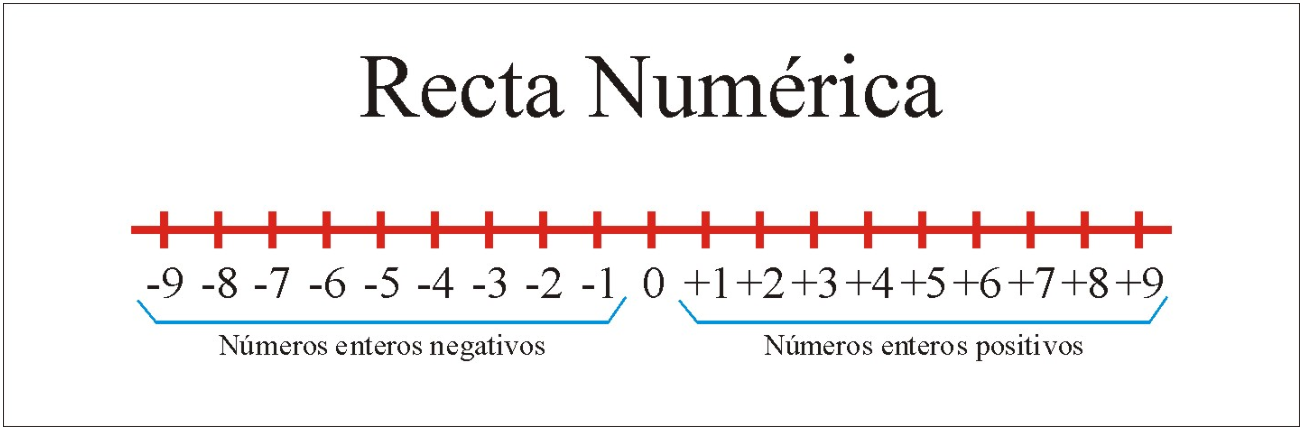 Recta Numérica
-9 -8 -7 -6 -5 -4 -3 -2 -1 0 +1 +2 +3 +4 +5 +6 +7 +8 +9
Números enteros negativos
Números enteros positivos